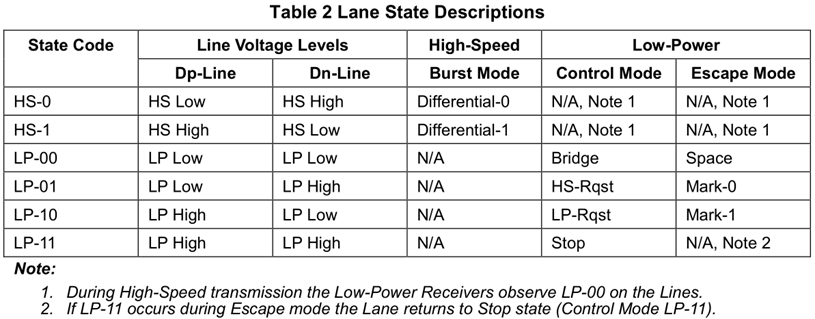 Table 2 Lane State Descriptions
State Code Line Voltage Levels High-Speed Low-Power
Dp-Line Dn-Line Burst Mode Control Mode Escape Mode
HS-0 HS Low HS High Differential-0 N/A, Note 1 N/A, Note 1
HS-1 HS High HS Low Differential-1 N/A, Note 1 N/A, Note 1
LP-00 LP Low LP Low N/A Bridge Space
LP-01 LP Low LP High N/A HS-Rqst Mark-0
LP-10 LP High LP Low N/A LP-Rqst Mark-1
LP-11 LP High LP High N/A Stop N/A, Note 2
Note:
1. During High-Speed transmission the Low-Power Receivers observe LP-00 on the Lines.
2. If LP-11 occurs during Escape mode the Lane returns to Stop state (Control Mode LP-11).